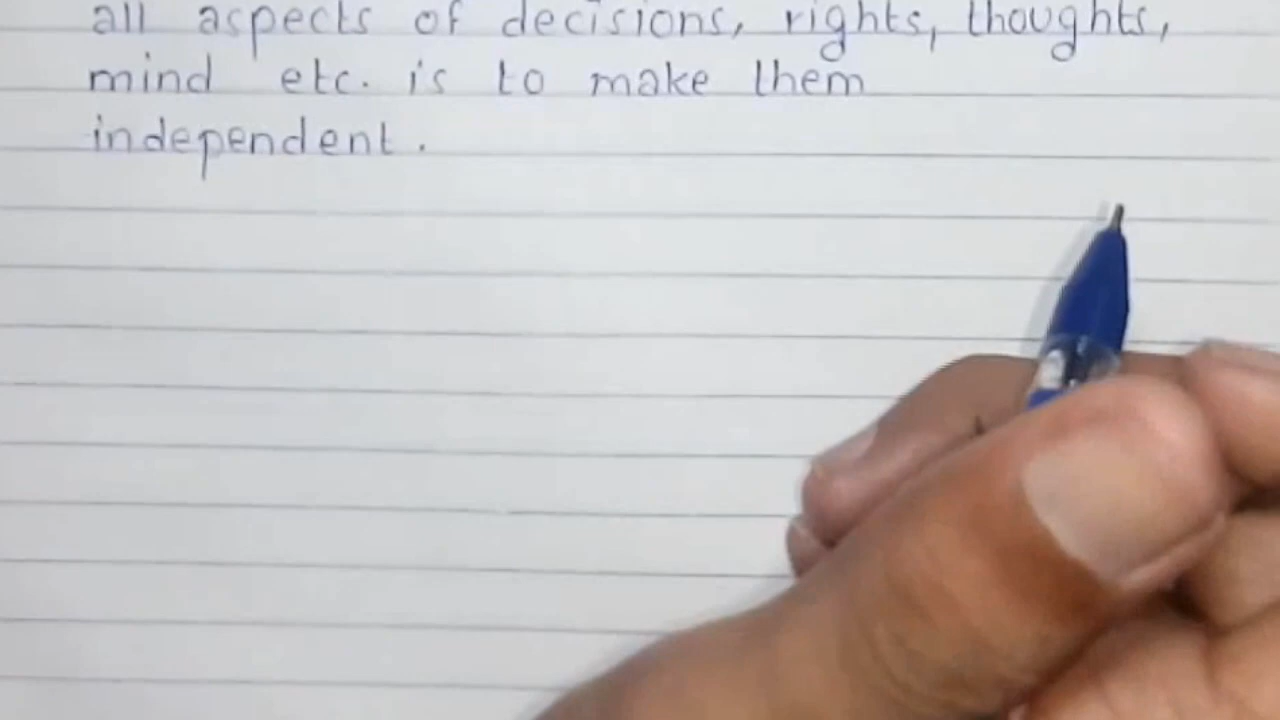 all aspects of decisions, rights, thoughts,
mind etc. is to make them
independent.